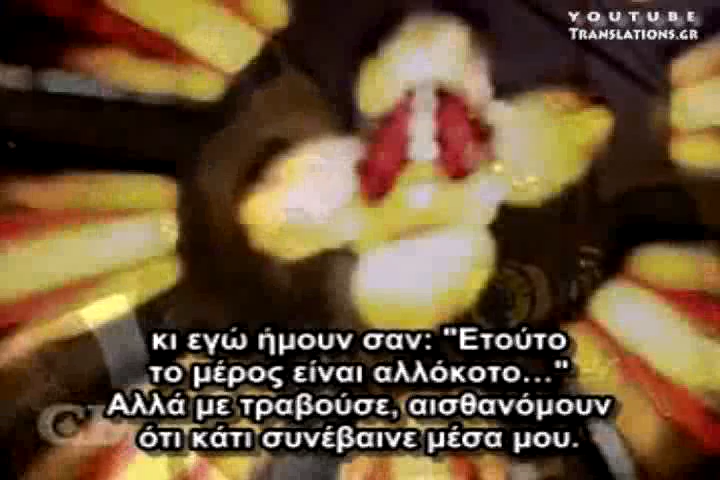 YOUTUBE
TRANSLATIONS.GR
κι εγώ ήμουν σαν: "Ετούτο
το μέρος είναι αλλόκοτο..."
Αλλά με τραβούσε, αισθανόμουν
ότι κάτι συνέβαινε μέσα μου.